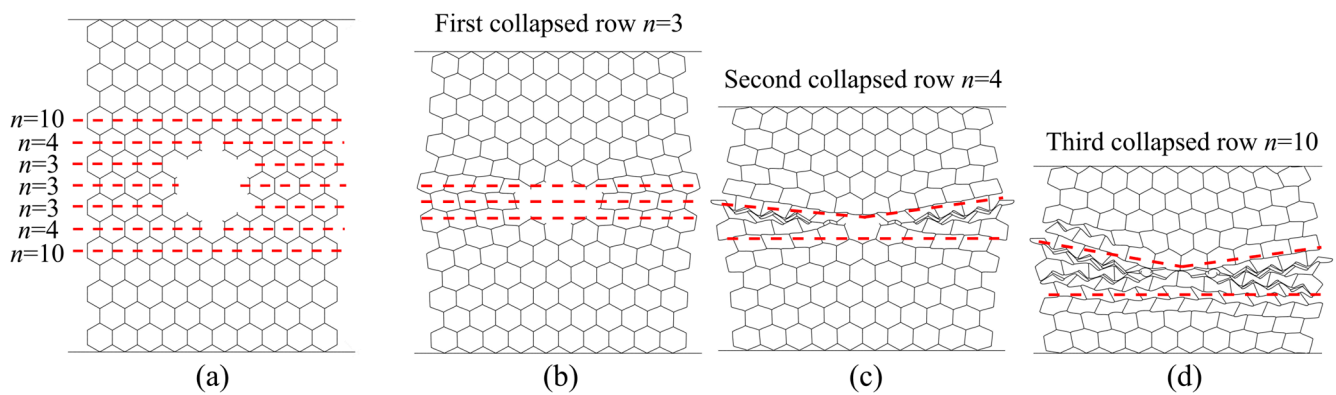 First collapsed row n=3
Second collapsed row n=4
Third collapsed row n=10
n=10
n=4
n=3
n=3
n=3
n=4
n=10
(a)
(b)
(c)
(d)